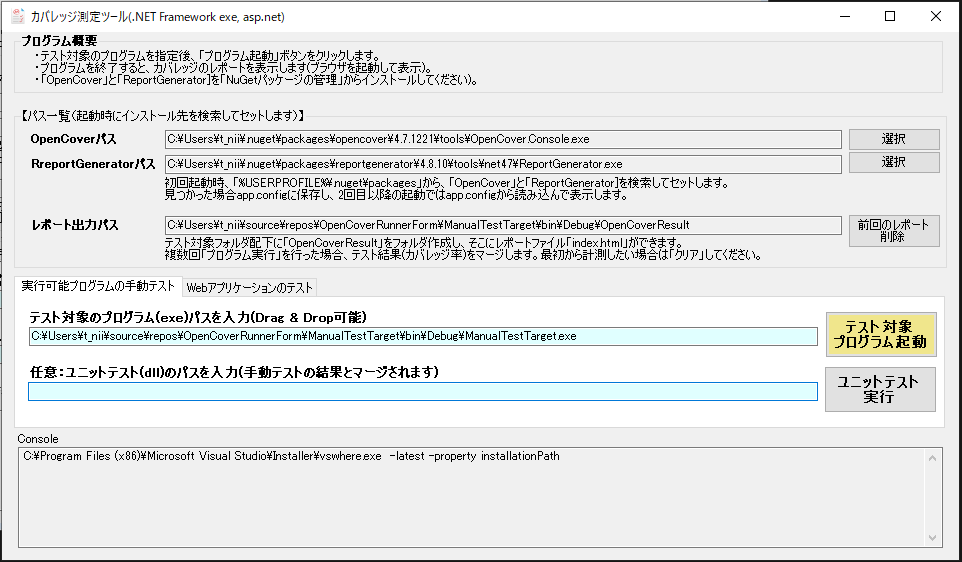 カバレッジ測定ツール(.NET Framework exe, asp.net)
プログラム概要
・テスト対象のプログラムを指定後、「プログラム起動」ボタンをクリックします。
・プログラムを終了すると、カバレッジのレポートを表示します(ブラウザを起動して表示)。
・「OpenCover」と「ReportGenerator]を「NuGetパッケージの管理」からインストールしてください)。
【パス一覧(起動時にインストール先を検索してセットします)】
OpenCoverパス
C:¥Users¥t_nii¥.nuget¥packages¥opencover¥4.7.1221¥tools¥OpenCover.Console.exe
選択
RreportGeneratorパス
C:¥Users¥t_nii¥.nuget¥packages¥reportgenerator¥4.8.10¥tools¥net47¥ReportGenerator.exe
選択
初回起動時、「%USERPROFILE%¥.nuget¥packages」から、「OpenCover」と「ReportGenerator]を検索してセットします。
見つかった場合app.configに保存し、2回目以降の起動ではapp.configから読み込んで表示します。
レポート出力パス
C:¥Users¥t_nii¥source¥repos¥OpenCoverRunnerForm¥ManualTestTarget¥bin¥Debug¥OpenCoverResult
前回のレポート
削除
テスト対象フォルダ配下に「OpenCoverResult」をフォルダ作成し、そこにレポートファイル「index.html」ができます。
複数回「プログラム実行」を行った場合、テスト結果(カバレッジ率)をマージします。最初から計測したい場合は「クリア」してください。
実行可能プログラムの手動テスト
Webアプリケーションのテスト
テスト対象のプログラム(exe)パスを入力(Drag & Drop可能)
C:¥Users¥t_nii¥source¥repos¥OpenCoverRunnerForm¥ManualTestTarget¥bin¥Debug¥ManualTestTarget.exe
テスト対象
プログラム起動
任意：ユニットテスト(dll)のパスを入力(手動テストの結果とマージされます)
ユニットテスト
実行
Console
C:¥Program Files (x86)¥Microsoft Visual Studio¥Installer¥vswhere.exe  -latest -property installationPath